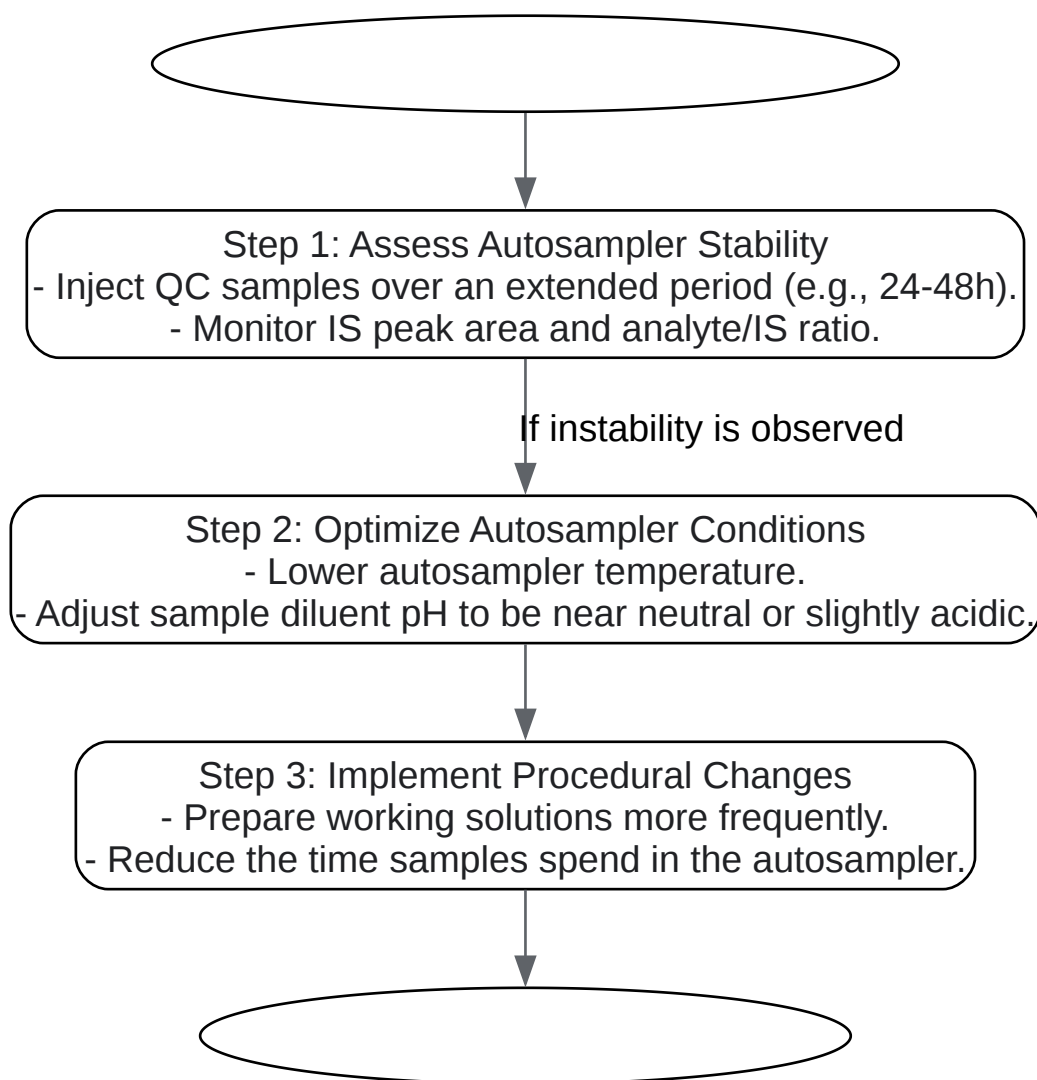 Step 1: Assess Autosampler Stability
- Inject QC samples over an extended period (e.g., 24-48h).
- Monitor IS peak area and analyte/IS ratio.
If instability is observed
Step 2: Optimize Autosampler Conditions
- Lower autosampler temperature.
- Adjust sample diluent pH to be near neutral or slightly acidic.
Step 3: Implement Procedural Changes
- Prepare working solutions more frequently.
- Reduce the time samples spend in the autosampler.